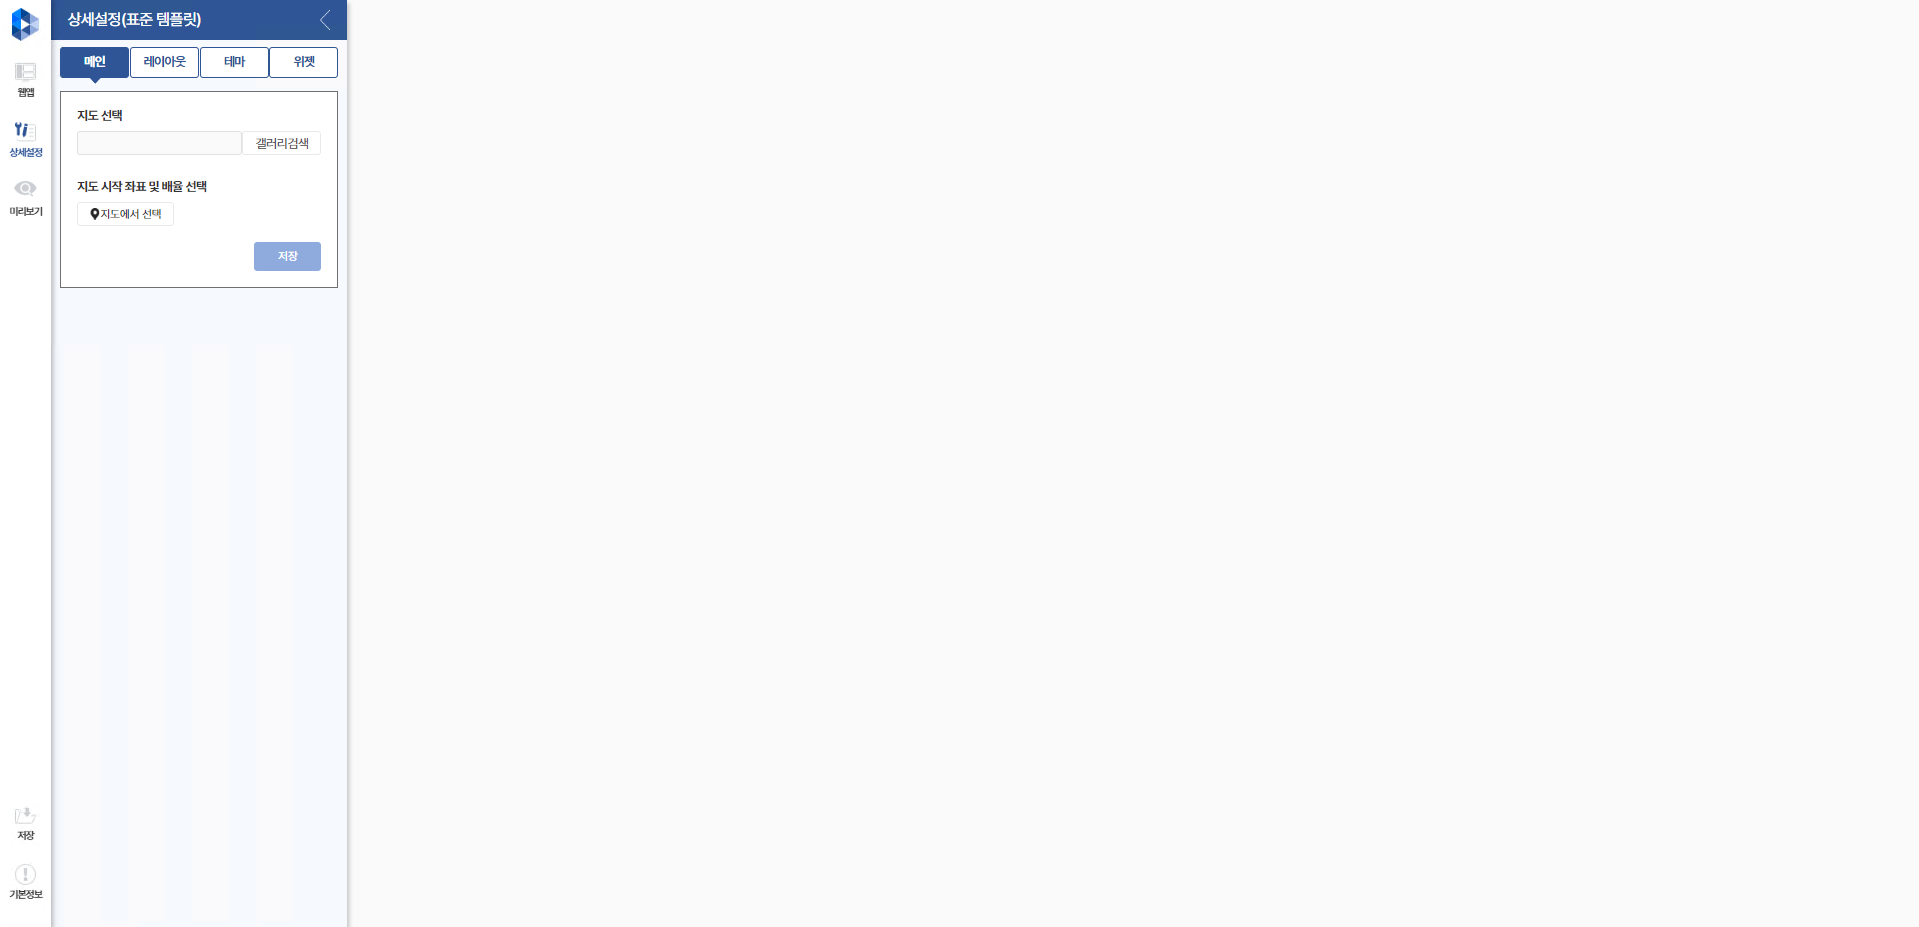 상세설정(표준 템플릿)
메인 레이아웃 테마 위젯
웹맵
지도 선택
갤러리검색
상세설정
지도 시작 좌표 및 배율 선택
미리보기
지도에서 선택
저장
저장
기본정보